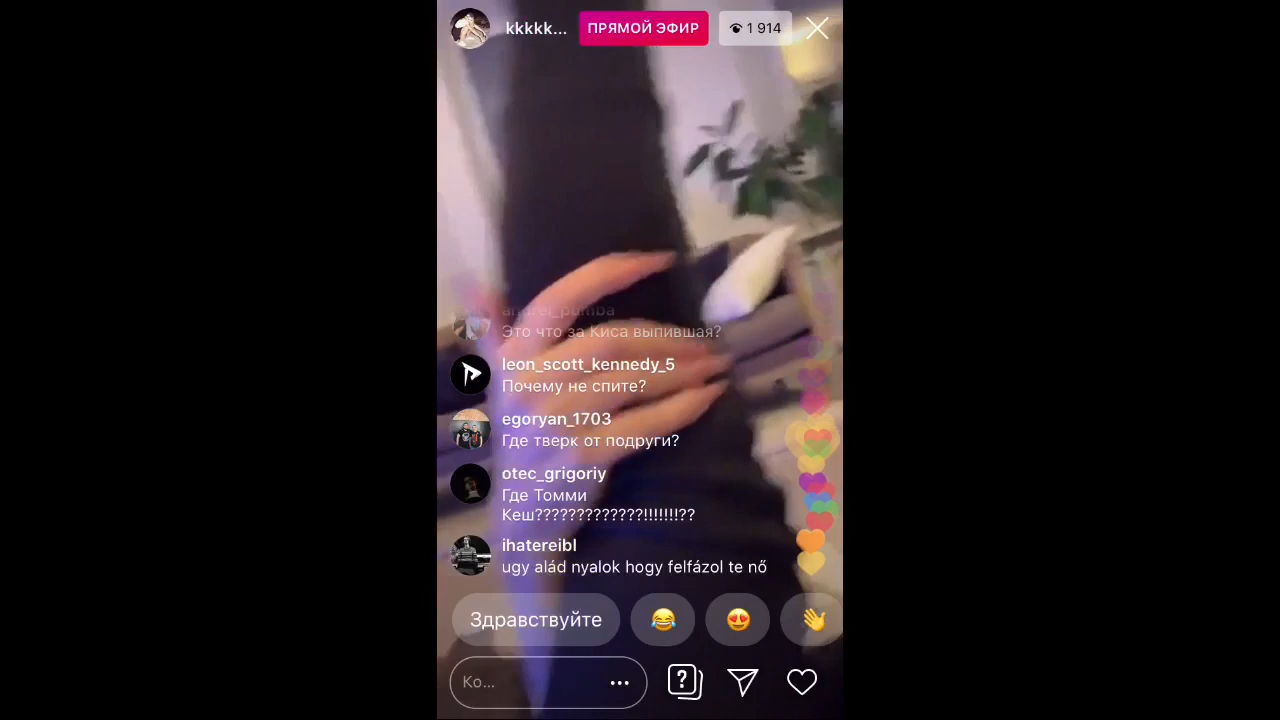 kkkkk...
ПРЯМОЙ ЭФИР
1 914
andrei_pumba
Это что за Киса выпившая?
leon_scott_kennedy_5
Почему не спите?
egoryan_1703
Где тверк от подруги?
otec_grigoriy
Где Томми
Кеш?????????????!!!!!!!??
ihatereibl
ugy alád nyalok hogy felfázol te nő
Здравствуйте
Ко...